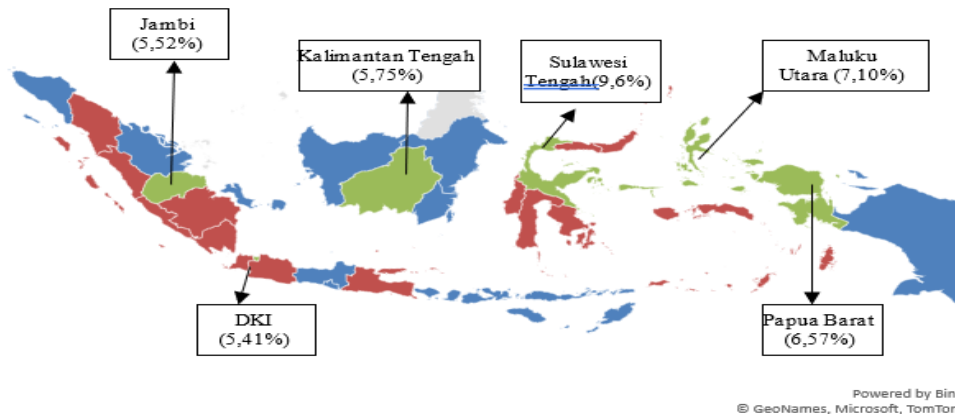 Jambi
(5,52%)
Kalimantan Tengah
(5,75%)
Sulawesi
Tengah(9,6%)
Maluku
Utara (7,10%)
DKI
(5,41%)
Papua Barat
(6,57%)
Powered by Bin
© GeoNames, Microsoft, TomTom